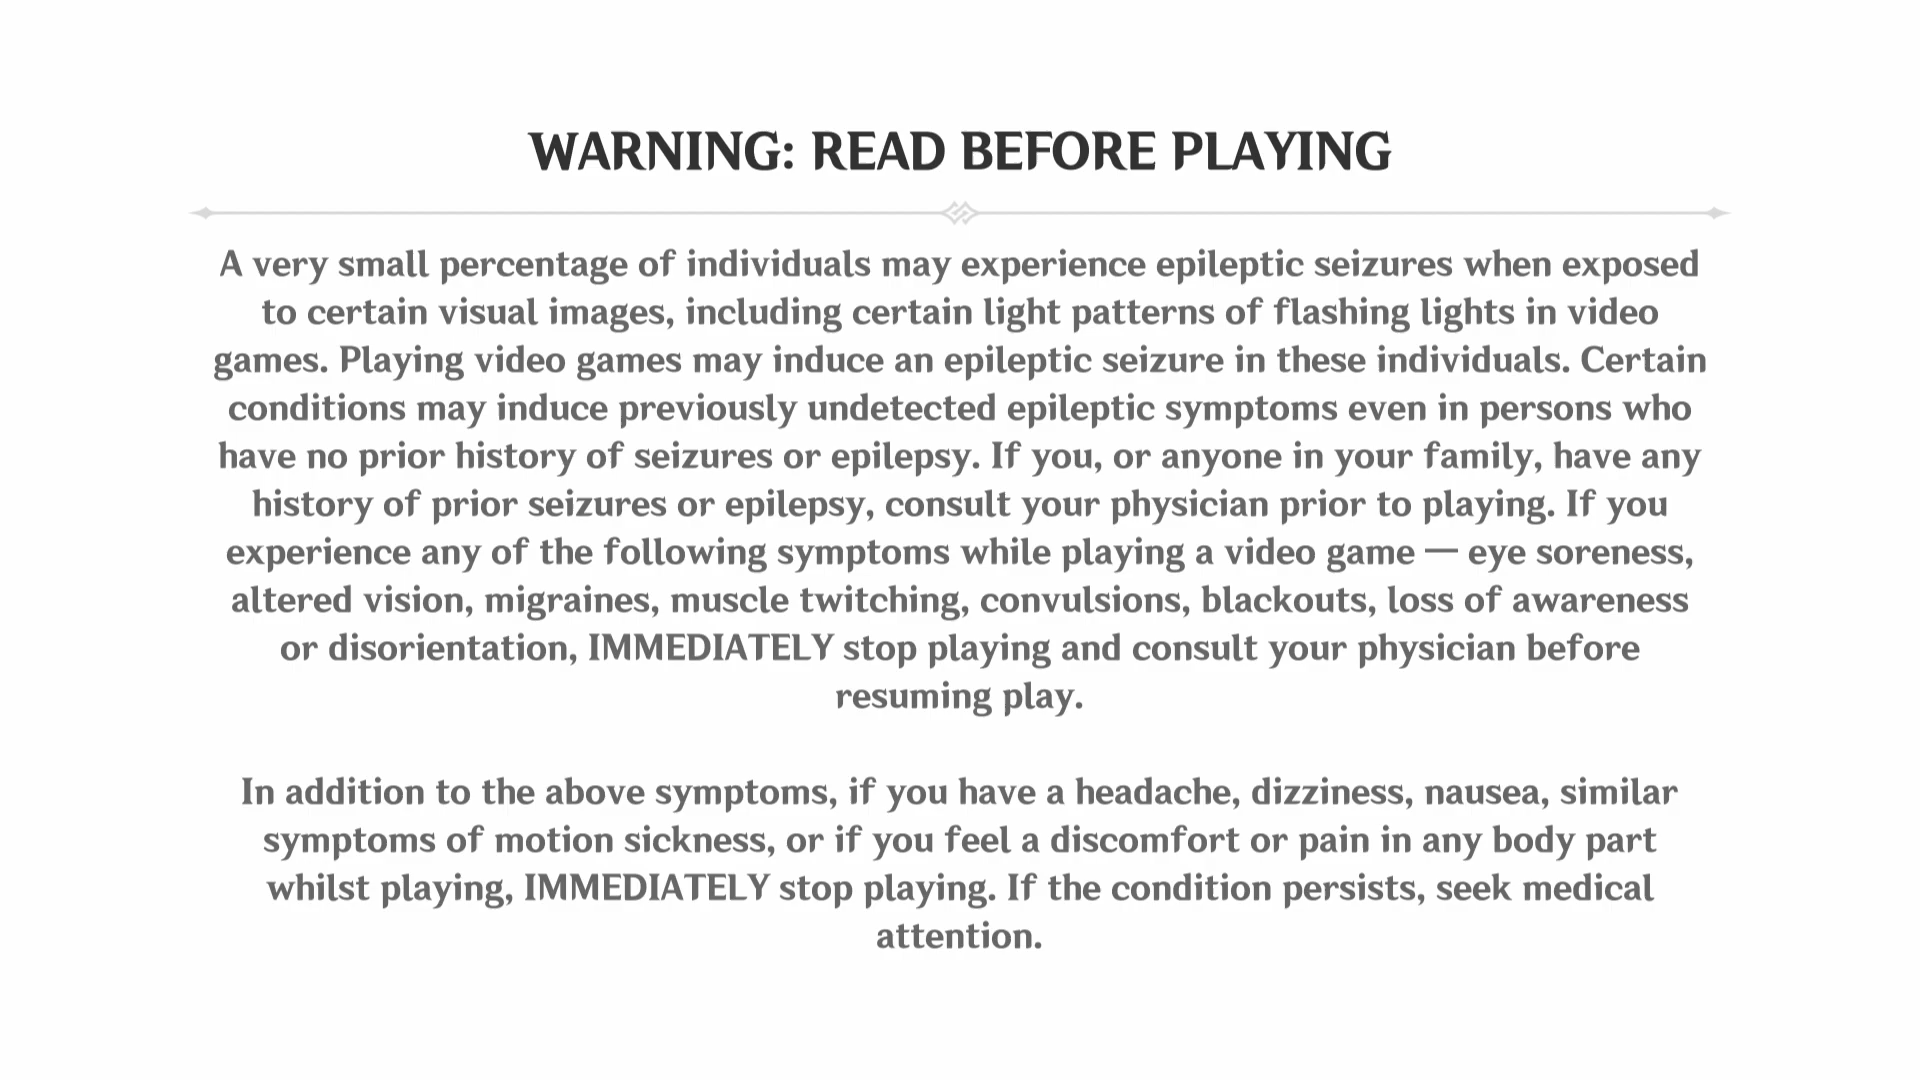 WARNING: READ BEFORE PLAYING
A very small percentage of individuals may experience epileptic seizures when exposed
to certain visual images, including certain light patterns of flashing lights in video
games. Playing video games may induce an epileptic seizure in these individuals. Certain
conditions may induce previously undetected epileptic symptoms even in persons who
have no prior history of seizures or epilepsy. If you, or anyone in your family, have any
history of prior seizures or epilepsy, consult your physician prior to playing. If you
experience any of the following symptoms while playing a video game — eye soreness,
altered vision, migraines, muscle twitching, convulsions, blackouts, loss of awareness
or disorientation, IMMEDIATELY stop playing and consult your physician before
resuming play.
In addition to the above symptoms, if you have a headache, dizziness, nausea, similar
symptoms of motion sickness, or if you feel a discomfort or pain in any body part
whilst playing, IMMEDIATELY stop playing. If the condition persists, seek medical
attention.